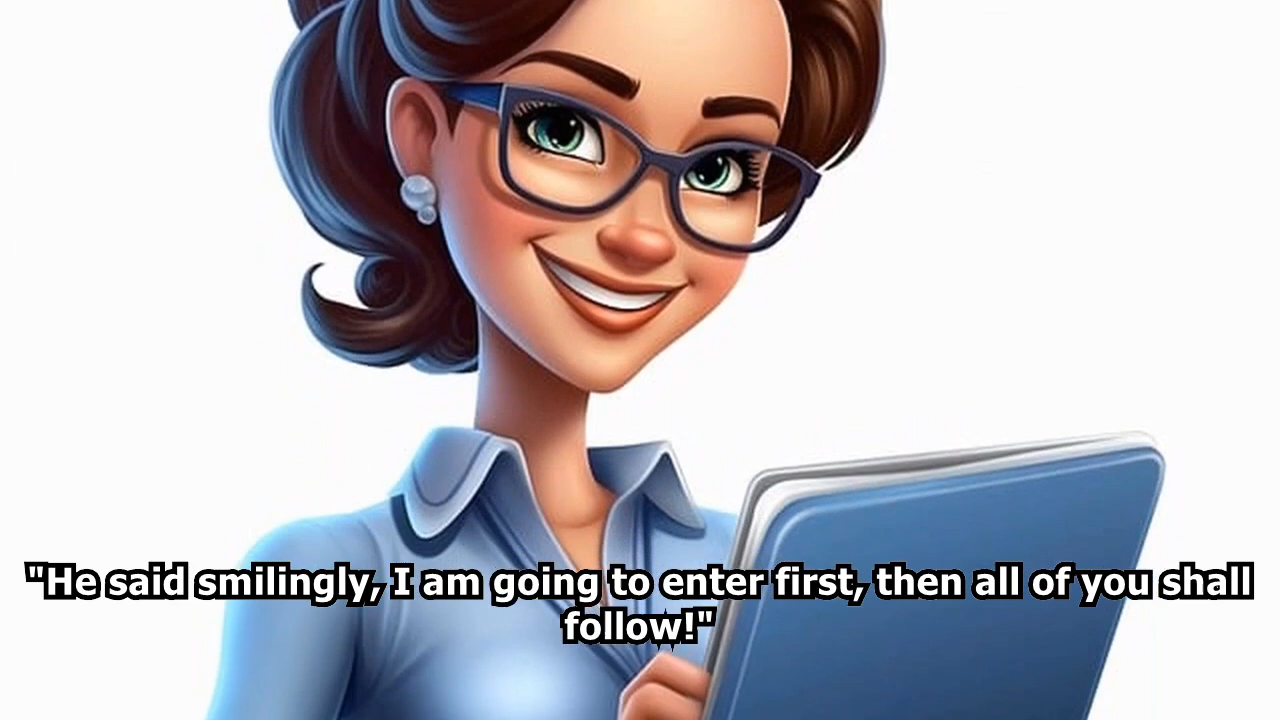 "He said smilingly, I am going to enter first, then all of you shall
follow!"